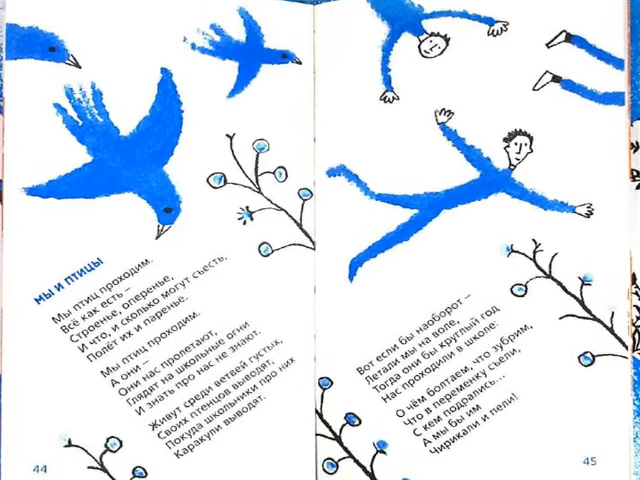 МЫ И ПТИЦЫ
Мы птиц проходим.
Всё как есть –
Строенье, оперенье,
И что, и сколько могут съесть,
Полёт их и паренье.
Мы птиц проходим.
А они –
Они нас пролетают,
Глядят на школьные огни
И знать про нас не знают.
Живут среди ветвей густых,
Своих птенцов выводят,
Покуда школьники про них
Каракули выводят.
44
Вот если бы наоборот –
Летали мы на воле,
Тогда они бы круглый год
Нас проходили в школе:
О чём болтаем, что зубрим,
Что в переменку съели,
С кем подрались...
А мы бы им
Чирикали и пели!
45